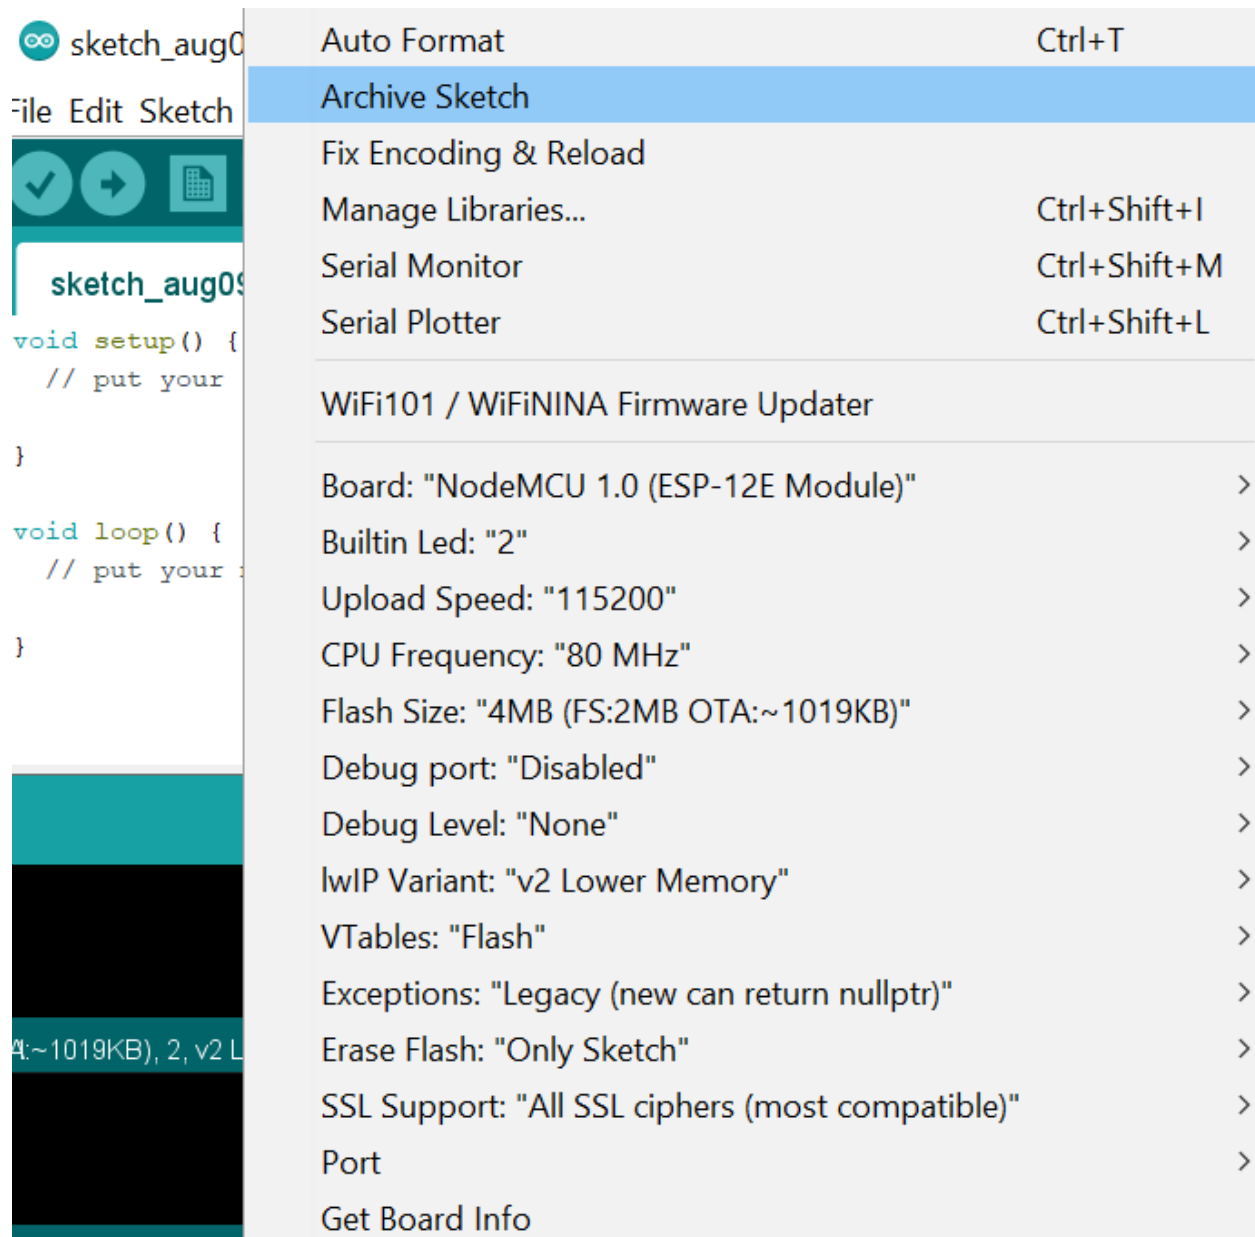 sketch_aug0
File Edit Sketch
sketch_aug09
void setup() {
// put your
}
void loop() {
// put your
}
A:~1019KB), 2, v2 L
Auto Format Ctrl+T
Archive Sketch
Fix Encoding & Reload
Manage Libraries... Ctrl+Shift+I
Serial Monitor Ctrl+Shift+M
Serial Plotter Ctrl+Shift+L
WiFi101 / WiFiNINA Firmware Updater
Board: "NodeMCU 1.0 (ESP-12E Module)"
Builtin Led: "2"
Upload Speed: "115200"
CPU Frequency: "80 MHz"
Flash Size: "4MB (FS:2MB OTA:~1019KB)"
Debug port: "Disabled"
Debug Level: "None"
lwIP Variant: "v2 Lower Memory"
VTables: "Flash"
Exceptions: "Legacy (new can return nullptr)"
Erase Flash: "Only Sketch"
SSL Support: "All SSL ciphers (most compatible)"
Port
Get Board Info